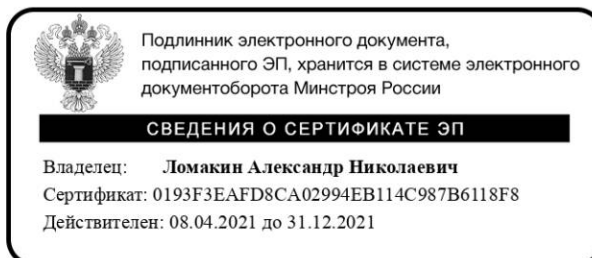 Подлинник электронного документа,
подписанного ЭП, хранится в системе электронного
документоборота Минстроя России
СВЕДЕНИЯ О СЕРТИФИКАТЕ ЭП
Владелец: Ломакин Александр Николаевич
Сертификат: 0193F3EAFD8CA02994EB114C987B6118F8
Действителен: 08.04.2021 до 31.12.2021